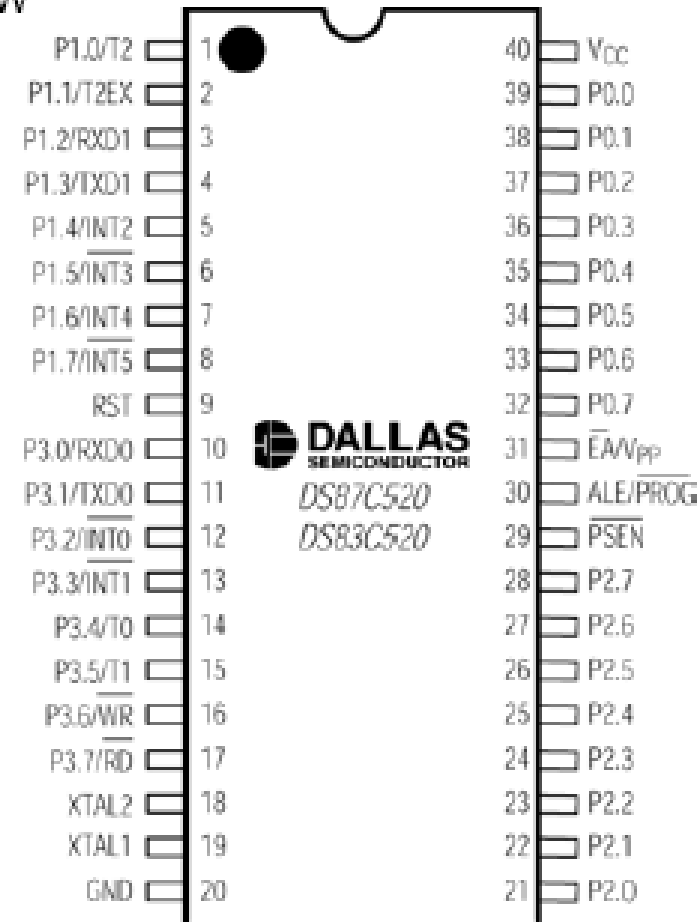 P1.0/T2 1 40 VCC
P1.1/T2EX 2 39 P0.0
P1.2/RXD1 3 38 P0.1
P1.3/TXD1 4 37 P0.2
P1.4/INT2 5 36 P0.3
P1.5/INT3 6 35 P0.4
P1.6/INT4 7 34 P0.5
P1.7/INT5 8 33 P0.6
RST 9 32 P0.7
P3.0/RXD0 10 31 EA/VPP
P3.1/TXD0 11 30 ALE/PROG
P3.2/INT0 12 29 PSEN
P3.3/INT1 13 28 P2.7
P3.4/T0 14 27 P2.6
P3.5/T1 15 26 P2.5
P3.6/WR 16 25 P2.4
P3.7/RD 17 24 P2.3
XTAL2 18 23 P2.2
XTAL1 19 22 P2.1
GND 20 21 P2.0
DALLAS
SEMICONDUCTOR
DS87C520
DS83C520